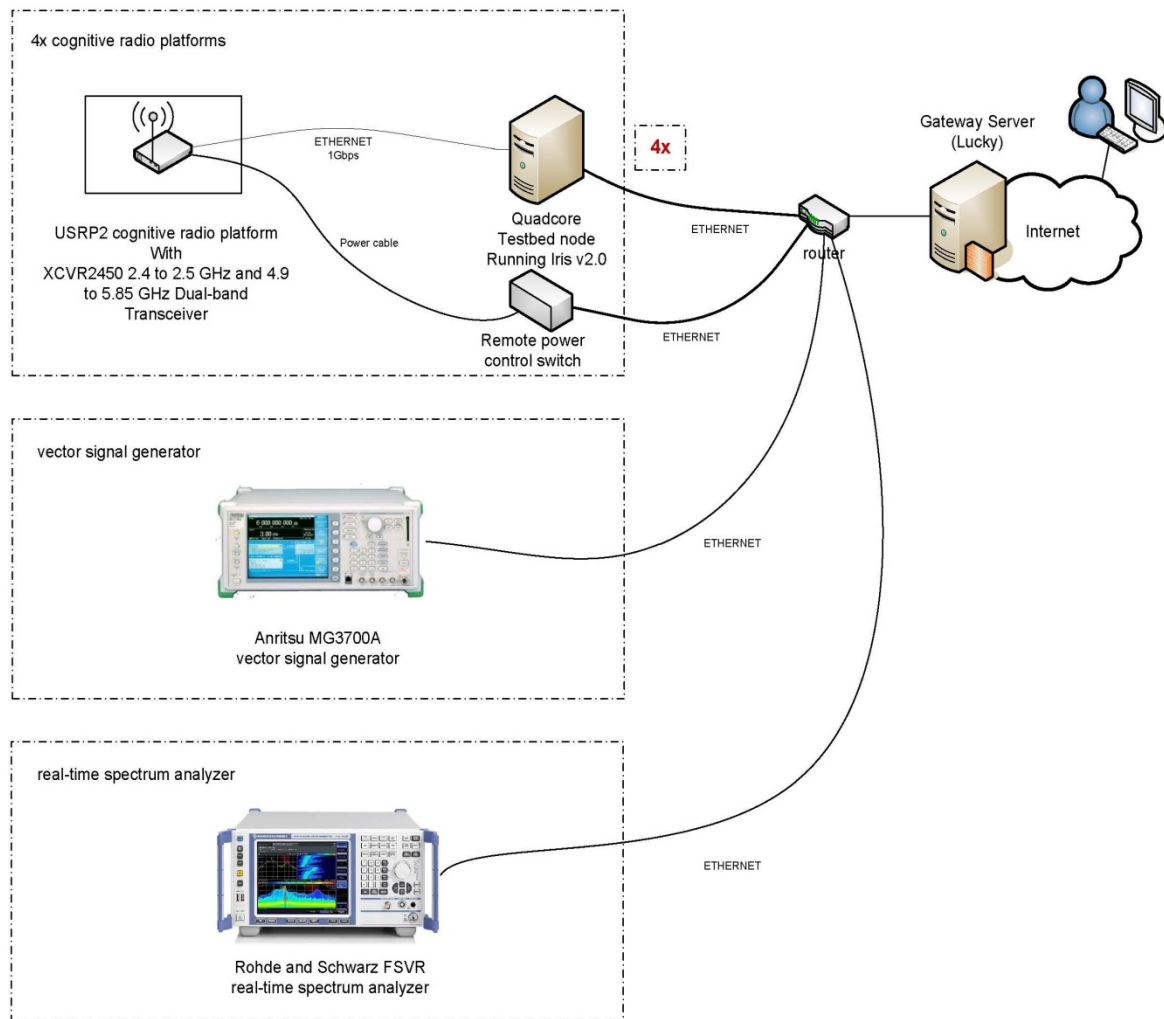 4x cognitive radio platforms
ETHERNET
1Gbps
4x
Gateway Server
(Lucky)
Internet
USRP2 cognitive radio platform
With
XCVR2450 2.4 to 2.5 GHz and 4.9
to 5.85 GHz Dual-band
Transceiver
Power cable
Quadcore
Testbed node
Running Iris v2.0
ETHERNET
router
Remote power
control switch
ETHERNET
vector signal generator
ETHERNET
Anritsu MG3700A
vector signal generator
real-time spectrum analyzer
ETHERNET
Rohde and Schwarz FSVR
real-time spectrum analyzer